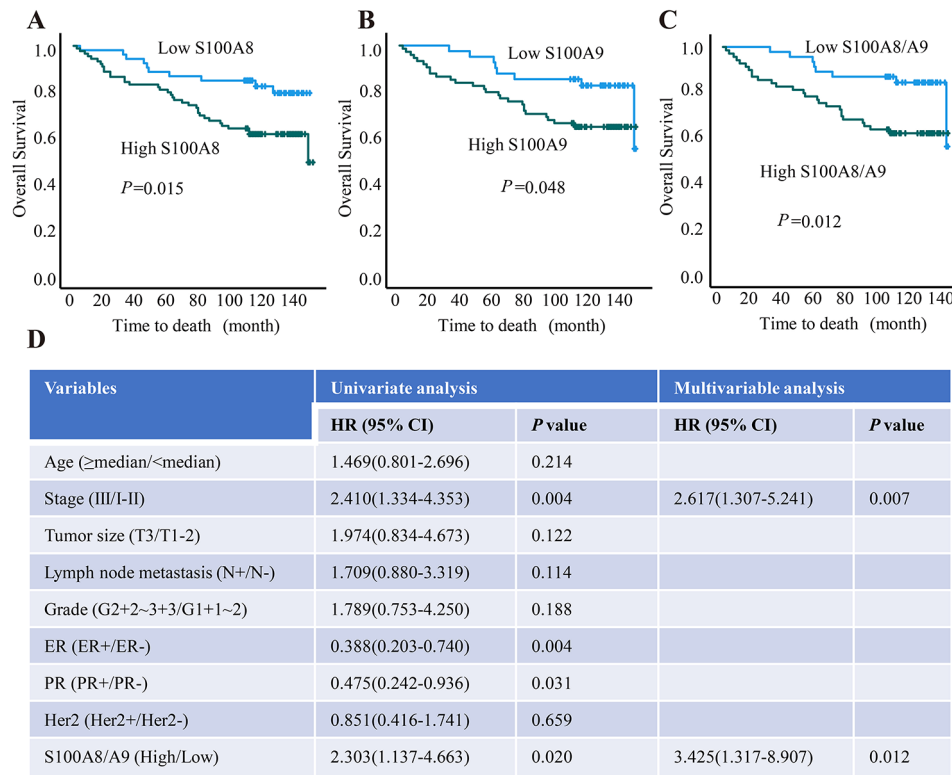 A
Low S100A8
High S100A8
P=0.015
Overall Survival
1.0
0.8
0.6
0.4
0.2
0.0
0 20 40 60 80 100 120 140
Time to death (month)
B
Low S100A9
High S100A9
P=0.048
Overall Survival
1.0
0.8
0.6
0.4
0.2
0.0
0 20 40 60 80 100 120 140
Time to death (month)
C
Low S100A8/A9
High S100A8/A9
P=0.012
Overall Survival
1.0
0.8
0.6
0.4
0.2
0.0
0 20 40 60 80 100 120 140
Time to death (month)
D
Variables Univariate analysis Multivariable analysis
HR (95% CI) P value HR (95% CI) P value
Age (≥median/<median) 1.469(0.801-2.696) 0.214
Stage (III/I-II) 2.410(1.334-4.353) 0.004 2.617(1.307-5.241) 0.007
Tumor size (T3/T1-2) 1.974(0.834-4.673) 0.122
Lymph node metastasis (N+/N-) 1.709(0.880-3.319) 0.114
Grade (G2+2~3+3/G1+1~2) 1.789(0.753-4.250) 0.188
ER (ER+/ER-) 0.388(0.203-0.740) 0.004
PR (PR+/PR-) 0.475(0.242-0.936) 0.031
Her2 (Her2+/Her2-) 0.851(0.416-1.741) 0.659
S100A8/A9 (High/Low) 2.303(1.137-4.663) 0.020 3.425(1.317-8.907) 0.012